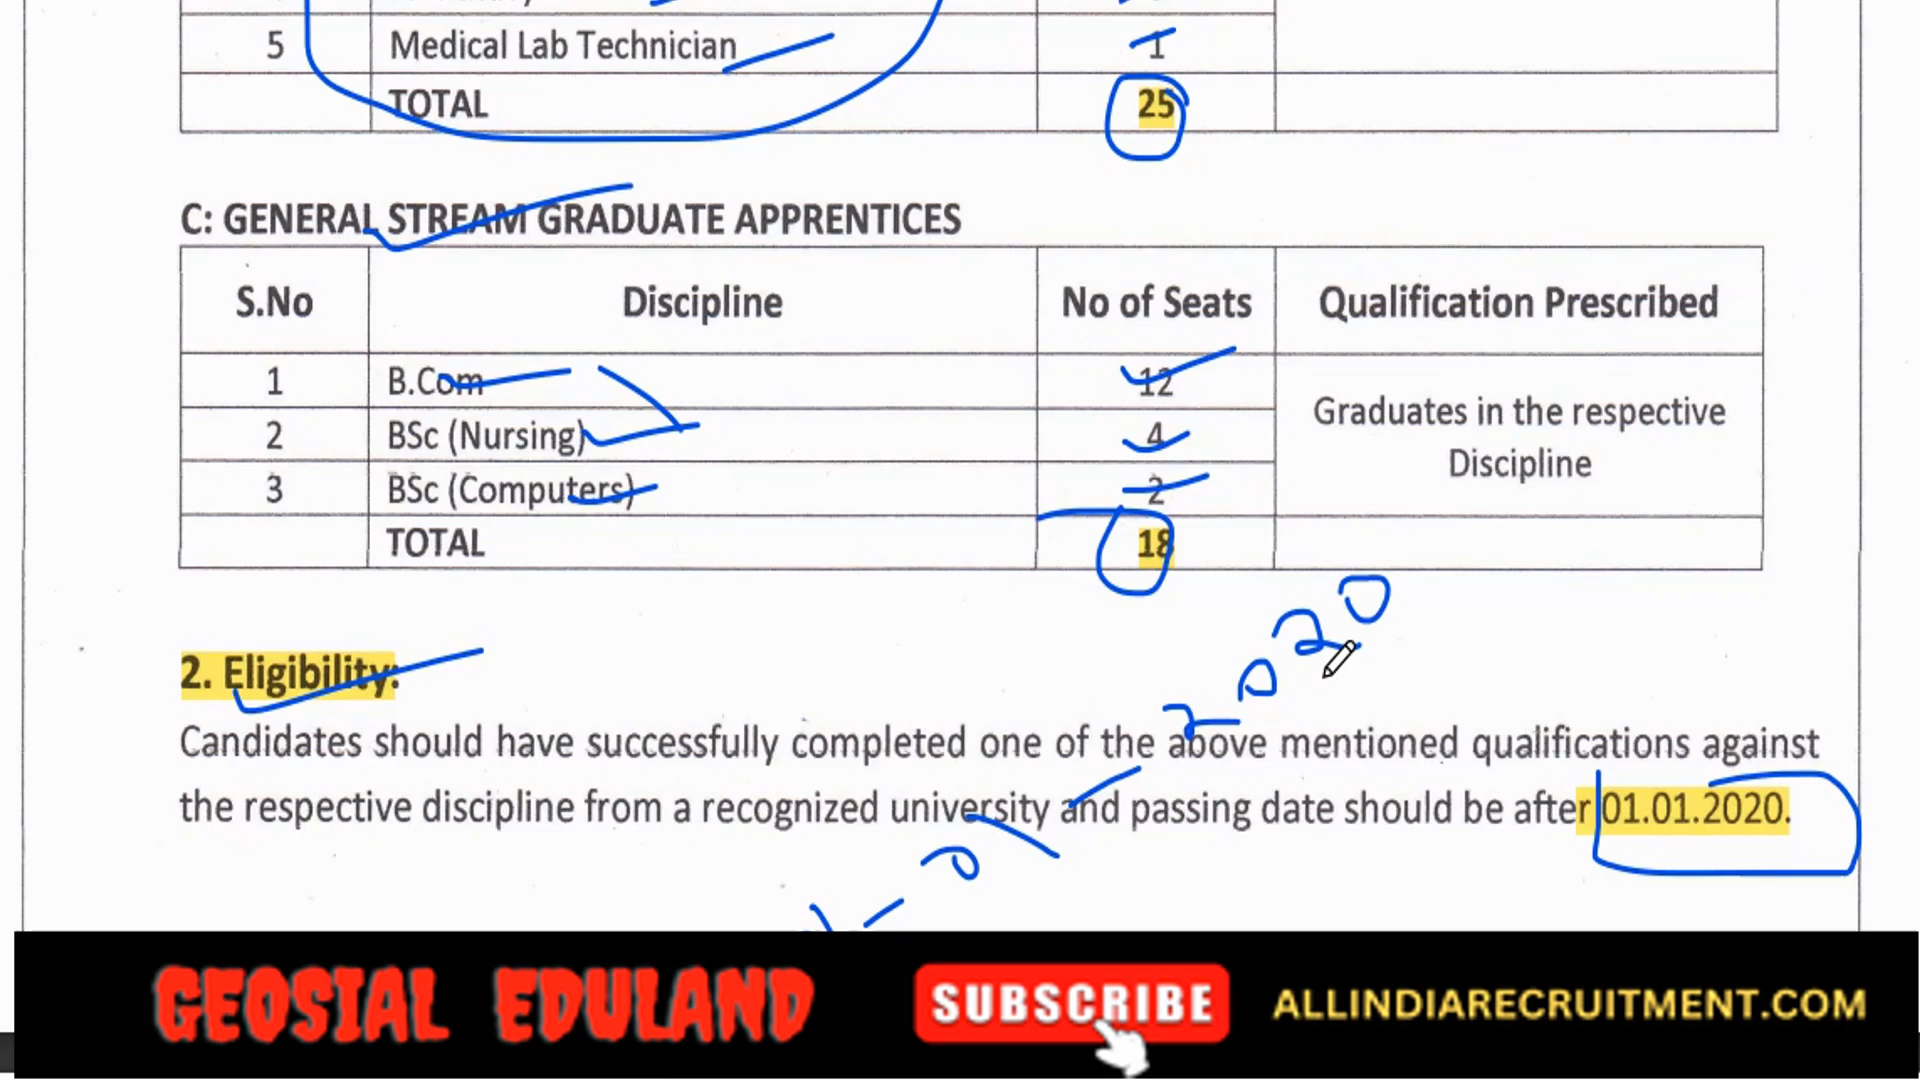 5 Medical Lab Technician 1
TOTAL 25
C: GENERAL STREAM GRADUATE APPRENTICES
S.No Discipline No of Seats Qualification Prescribed
1 B.Com 12 Graduates in the respective Discipline
2 BSc (Nursing) 4
3 BSc (Computers) 2
TOTAL 18
2020
2. Eligibility:
Candidates should have successfully completed one of the above mentioned qualifications against
the respective discipline from a recognized university and passing date should be after 01.01.2020.
GEOSIAL EDULAND SUBSCRIBE ALLINDIARECRUITMENT.COM